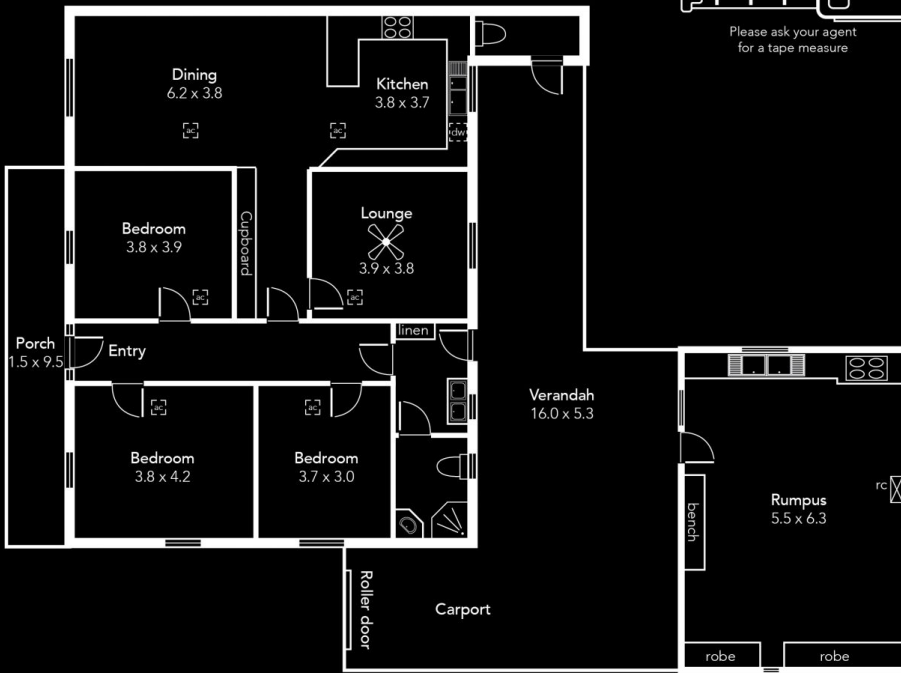 Please ask your agent
for a tape measure
Dining
6.2 x 3.8
Kitchen
3.8 x 3.7
ac
ac
dw
Bedroom
3.8 x 3.9
Cupboard
Lounge
3.9 x 3.8
ac
ac
linen
Porch
1.5 x 9.5
Entry
ac
ac
Verandah
16.0 x 5.3
Bedroom
3.8 x 4.2
Bedroom
3.7 x 3.0
rc
Rumpus
5.5 x 6.3
bench
Roller door
Carport
robe
robe